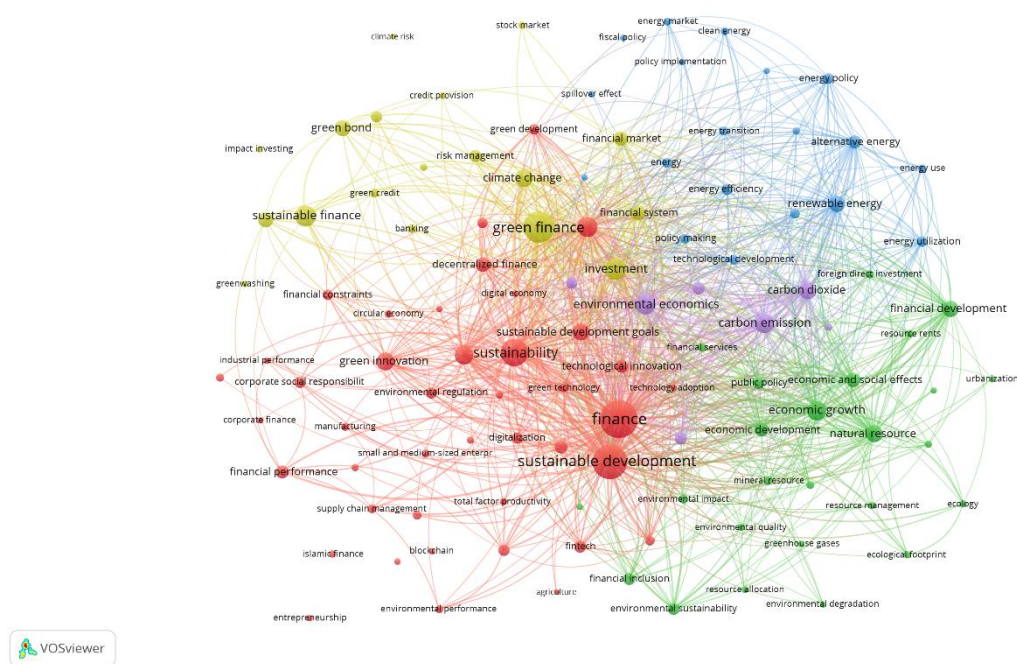 stock market
energy market
clean energy
climate risk
fiscal policy
policy implementation
energy policy
credit provision
spillover effect
green bond
green development
financial market
energy transition
alternative energy
impact investing
risk management
energy
energy use
climate change
green credit
energy efficiency
renewable energy
sustainable finance
financial system
green finance
banking
policy making
energy utilization
decentralized finance
investment
technological development
foreign direct investment
greenwashing
financial constraints
digital economy
carbon dioxide
environmental economics
financial development
circular economy
carbon emission
sustainable development goals
resource rents
financial services
sustainability
industrial performance
green innovation
technological innovation
corporate social responsibilit
green technology
technology adoption
public policy
economic and social effects
urbanization
environmental regulation
economic growth
corporate finance
finance
manufacturing
economic development
natural resource
digitalization
small and medium-sized enterpr
sustainable development
financial performance
mineral resource
total factor productivity
environmental impact
resource management
ecology
supply chain management
environmental quality
greenhouse gases
islamic finance
blockchain
fintech
ecological footprint
financial inclusion
agriculture
resource allocation
environmental performance
environmental sustainability
environmental degradation
entrepreneurship
VOSviewer